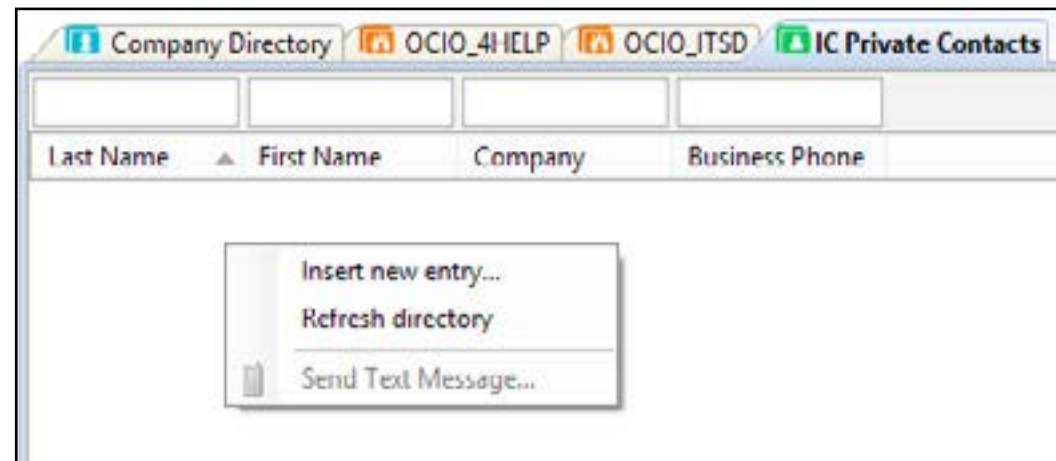 Company Directory OCIO_4HELP OCIO_ITSD IC Private Contacts
Last Name First Name Company Business Phone
Insert new entry...
Refresh directory
Send Text Message...